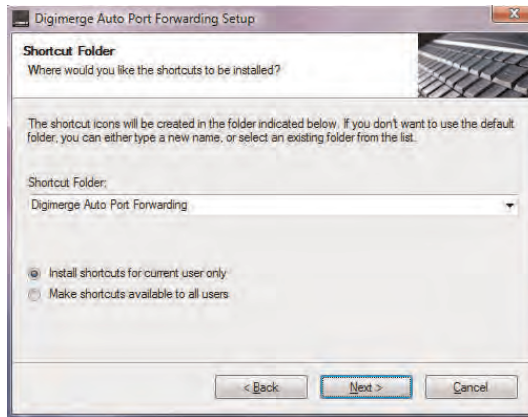 Digimerge Auto Port Forwarding Setup
Shortcut Folder
Where would you like the shortcuts to be installed?
The shortcut icons will be created in the folder indicated below. If you don't want to use the default
folder, you can either type a new name, or select an existing folder from the list.
Shortcut Folder:
Digimerge Auto Port Forwarding
Install shortcuts for current user only
Make shortcuts available to all users
< Back Next > Cancel